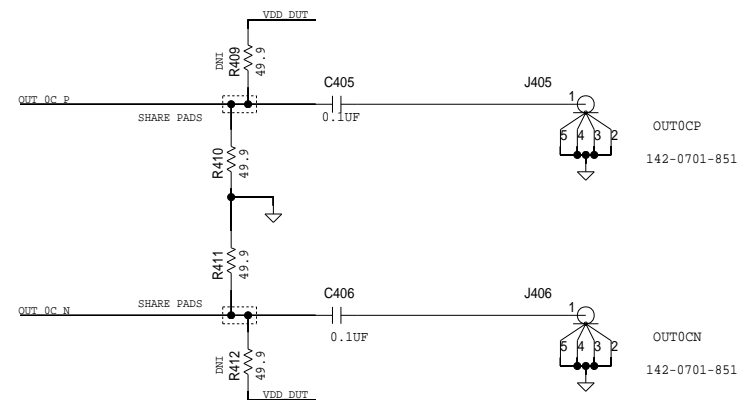 VDD_DUT
DNI
R409
49.9
C405
J405
OUT_0C_P
SHARE PADS
0.1UF
1
5 4 3 2
OUT0CP
142-0701-851
R410
49.9
R411
49.9
C406
J406
SHARE PADS
OUT_0C_N
1
0.1UF
5 4 3 2
OUT0CN
142-0701-851
DNI
R412
49.9
VDD_DUT